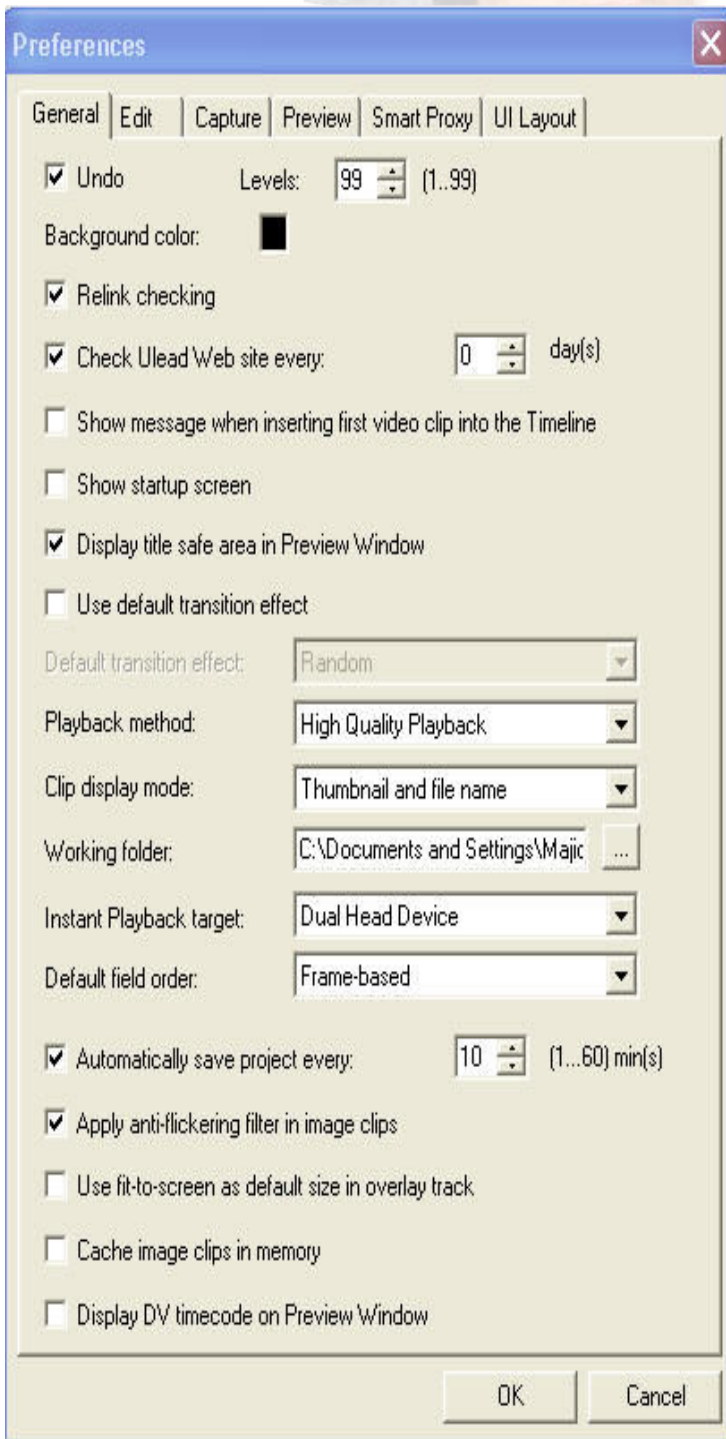 Preferences
General Edit Capture Preview Smart Proxy UI Layout
Undo Levels: 99 (1..99)
Background color:
Relink checking
Check Ulead Web site every: 0 day(s)
Show message when inserting first video clip into the Timeline
Show startup screen
Display title safe area in Preview Window
Use default transition effect
Default transition effect: Random
Playback method: High Quality Playback
Clip display mode: Thumbnail and file name
Working folder: C:\Documents and Settings\Majic ...
Instant Playback target: Dual Head Device
Default field order: Frame-based
Automatically save project every: 10 (1...60) min(s)
Apply anti-flickering filter in image clips
Use fit-to-screen as default size in overlay track
Cache image clips in memory
Display DV timecode on Preview Window
OK Cancel